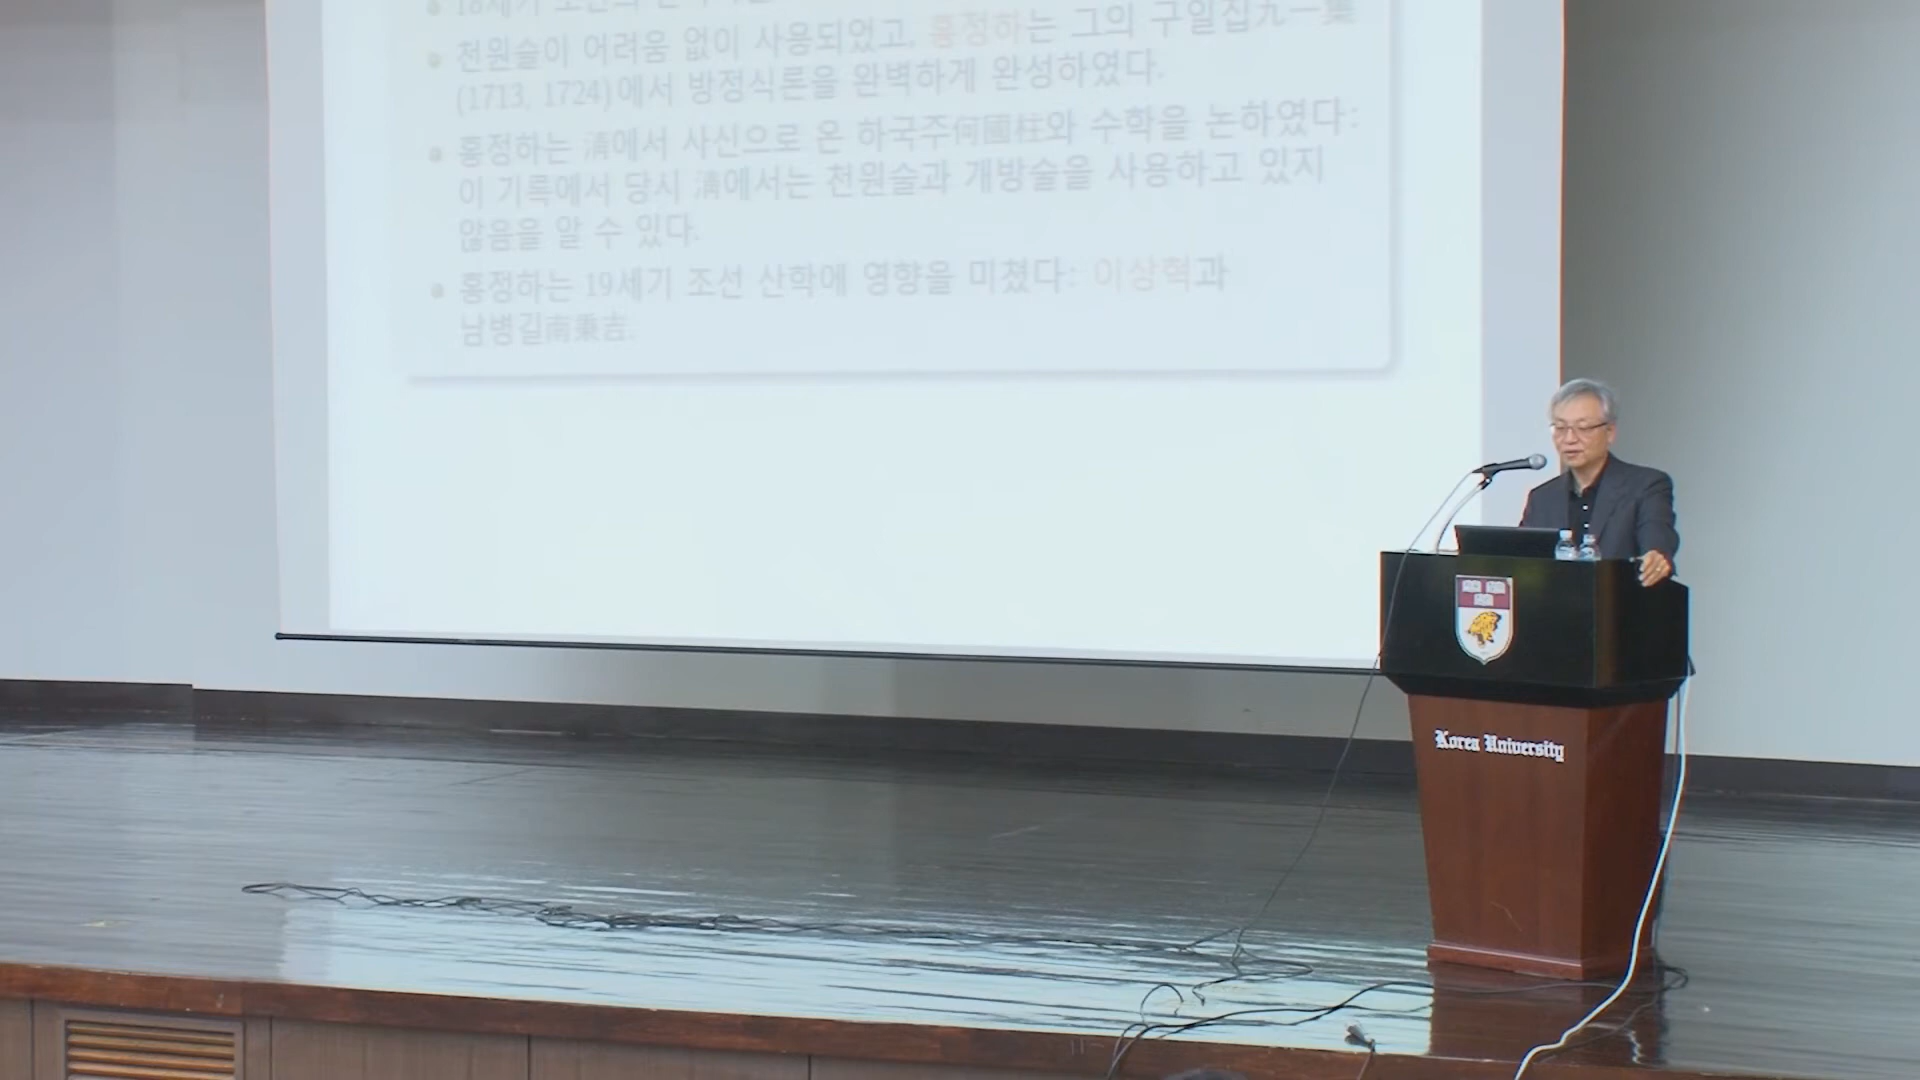 천원술이 어려움 없이 사용되었고, 홍정하는 그의 구일집九一集
(1713, 1724)에서 방정식론을 완벽하게 완성하였다.
홍정하는 淸에서 사신으로 온 하국주何國柱와 수학을 논하였다:
이 기록에서 당시 淸에서는 천원술과 개방술을 사용하고 있지
않음을 알 수 있다.
홍정하는 19세기 조선 산학에 영향을 미쳤다: 이상혁과
남병길南秉吉.
Korea University